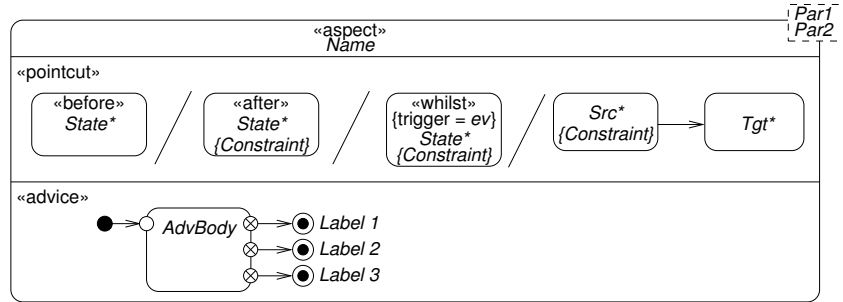 Par1
Par2
«aspect»
Name
«pointcut»
«before»
State*
«after»
State*
{Constraint}
«whilst»
{trigger = ev}
State*
{Constraint}
Src*
{Constraint}
Tgt*
«advice»
AdvBody
Label 1
Label 2
Label 3